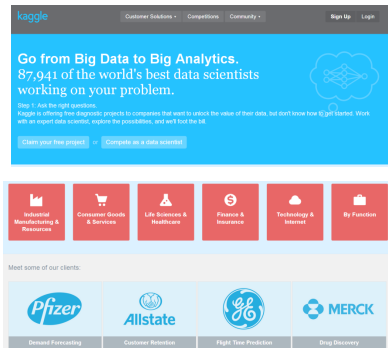 kaggle
Customer Solutions Competitions Community
Sign Up Login
Go from Big Data to Big Analytics.
87,941 of the world's best data scientists
working on your problem.
Step 1: Ask the right questions.
Kaggle is offering free diagnostic projects to companies that want to unlock the value of their data, but don't know how to get started. Work
with an expert data scientist, explore the possibilities, and we'll foot the bill.
Claim your free project or Compete as a data scientist
Industrial
Manufacturing &
Resources
Consumer Goods
& Services
Life Sciences &
Healthcare
Finance &
Insurance
Technology &
Internet
By Function
Meet some of our clients:
Pfizer
Allstate
GE
MERCK
Demand Forecasting
Customer Retention
Flight Time Prediction
Drug Discovery